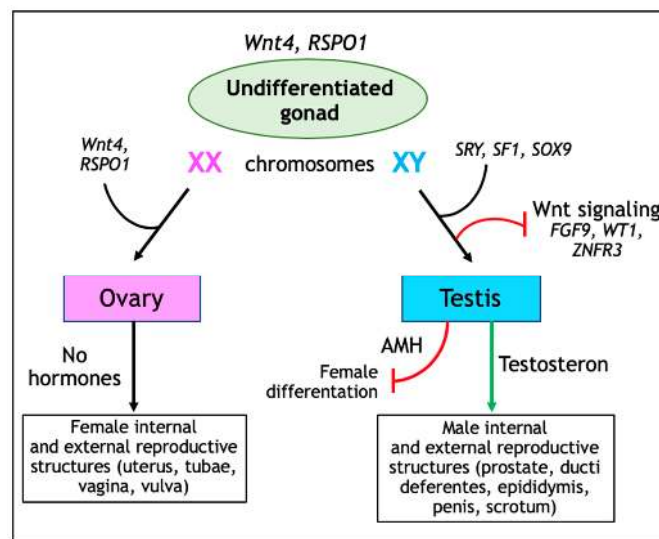 Wnt4, RSPO1
Undifferentiated
gonad
Wnt4,
RSPO1
XX chromosomes XY
SRY, SF1, SOX9
Wnt signaling
FGF9, WT1,
ZNFR3
Ovary
Testis
No
hormones
AMH
Female
differentation
Testosteron
Female internal
and external reproductive
structures (uterus, tubae,
vagina, vulva)
Male internal
and external reproductive
structures (prostate, ducti
deferentes, epididymis,
penis, scrotum)